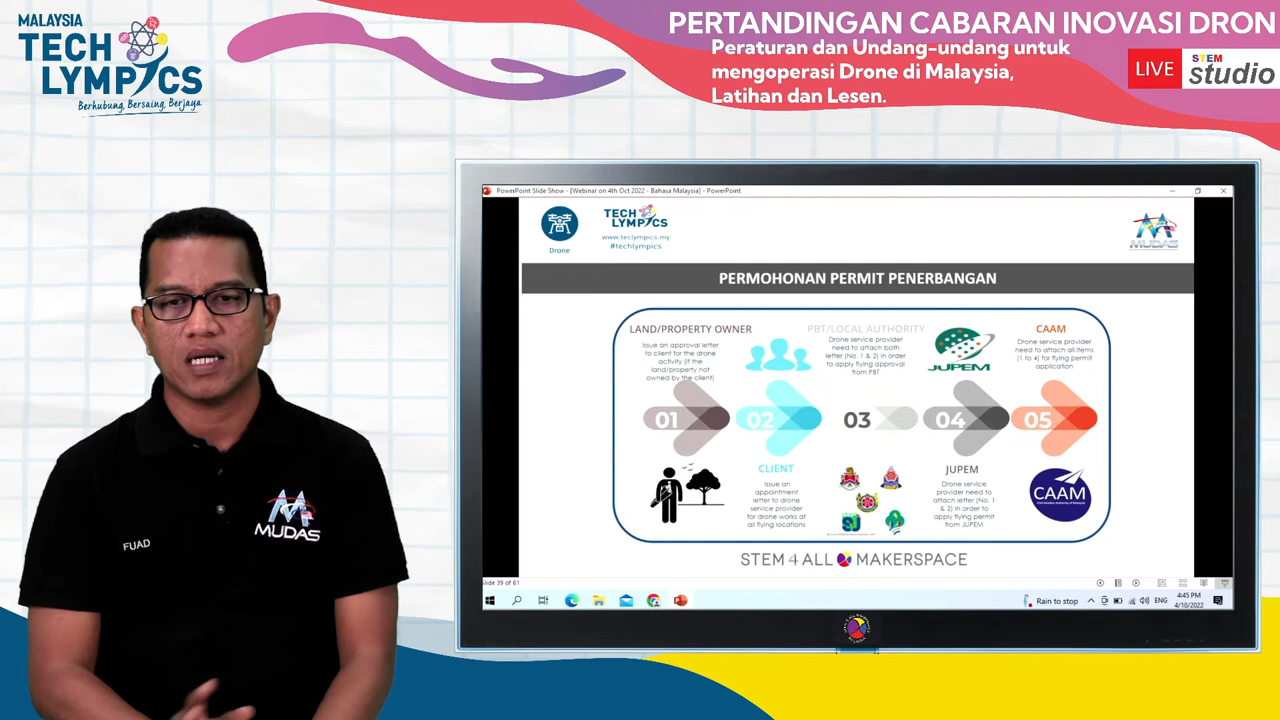 MALAYSIA
TECH
LYMPICS
Berhubung, Bersaing, Berjaya
PERTANDINGAN CABARAN INOVASI DRON
Peraturan dan Undang-undang untuk
mengoperasi Drone di Malaysia,
Latihan dan Lesen.
LIVE
STEM
studio
PowerPoint Slide Show - [Webinar on 4th Oct 2022 - Bahasa Malaysia] - PowerPoint
Drone
TECH
LYMPICS
www.teclympics.my
#techlympics
MUDAS
PERMOHONAN PERMIT PENERBANGAN
LAND/PROPERTY OWNER
Issue an approval letter
to client for the drone
activity (if the
land/property not
owned by the client)
01
02
CLIENT
Issue an
appointment
letter to drone
service provider
for drone works at
all flying locations
PBT/LOCAL AUTHORITY
Drone service provider
need to attach both
letter (No. 1 & 2) in order
to apply flying approval
from PBT
03
JUPEM
04
JUPEM
Drone service
provider need to
attach letter (No. 1
& 2) in order to
apply flying permit
from JUPEM
CAAM
Drone service provider
need to attach all items
(1 to 4) for flying permit
application
05
CAAM
STEM 4 ALL MAKERSPACE
Slide 39 of 61
Rain to stop
ENG
4:45 PM
4/10/2022
FUAD
MUDAS